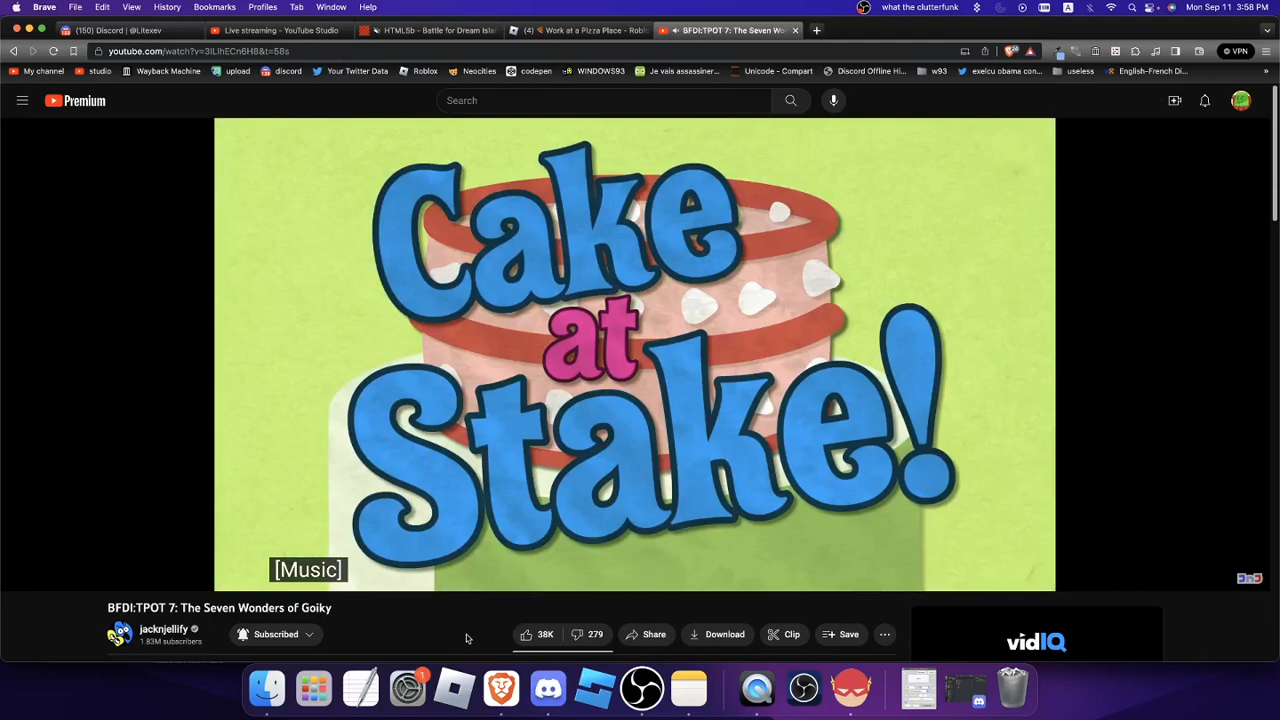 Brave File Edit View History Bookmarks Profiles Tab Window Help what the clutterfunk A Mon Sep 11 3:58 PM
(150) Discord | @Litexev Live streaming - YouTube Studio HTML5b - Battle for Dream Islan (4) Work at a Pizza Place - Roblo BFDI:TPOT 7: The Seven Wo
youtube.com/watch?v=3ILIhECn6H8&t=58s VPN
My channel studio Wayback Machine upload discord Your Twitter Data Roblox Neocities codepen WINDOWS93 Je vais assassiner... Unicode - Compart Discord Offline Hi... w93 exelcu obama con... useless English-French Di... »
Premium Search
Cake
at
Stake!
[Music]
BFDI:TPOT 7: The Seven Wonders of Goiky
jacknjellify
1.83M subscribers
Subscribed 38K 279 Share Download Clip Save ...
vidIQ
1